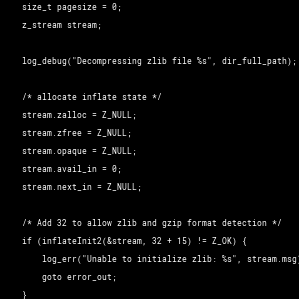 size_t pagesize = 0;
z_stream stream;
log_debug("Decompressing zlib file %s", dir_full_path);
/* allocate inflate state */
stream.zalloc = Z_NULL;
stream.zfree = Z_NULL;
stream.opaque = Z_NULL;
stream.avail_in = 0;
stream.next_in = Z_NULL;
/* Add 32 to allow zlib and gzip format detection */
if (inflateInit2(&stream, 32 + 15) != Z_OK) {
log_err("Unable to initialize zlib: %s", stream.msg)
goto error_out;
}